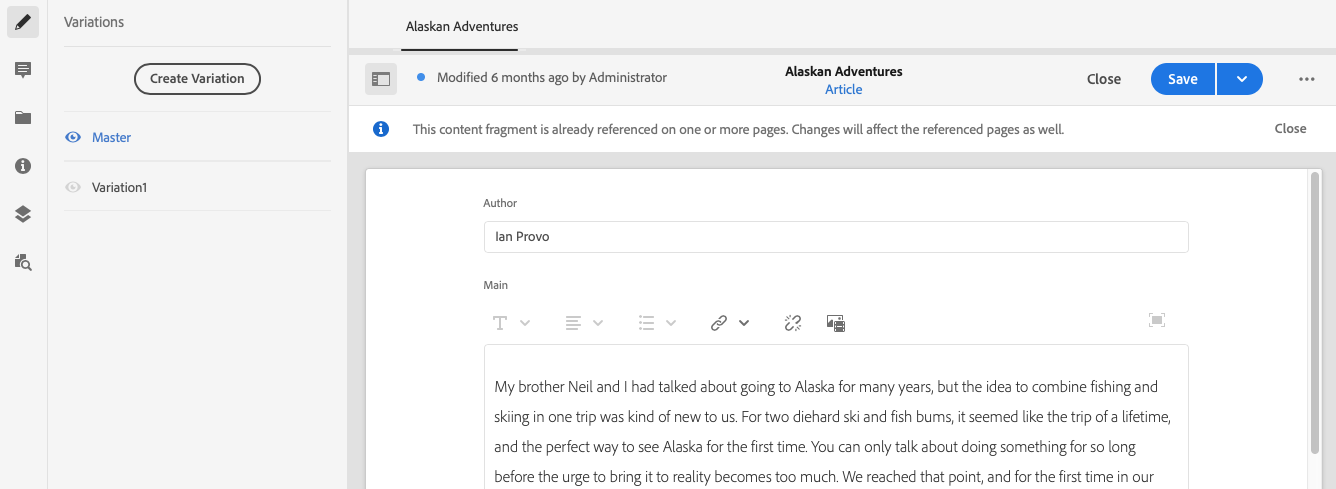 Variations
Create Variation
Master
Variation1
Alaskan Adventures
Modified 6 months ago by Administrator
Alaskan Adventures
Article
Close
Save
This content fragment is already referenced on one or more pages. Changes will affect the referenced pages as well.
Close
Author
Ian Provo
Main
My brother Neil and I had talked about going to Alaska for many years, but the idea to combine fishing and
skiing in one trip was kind of new to us. For two diehard ski and fish bums, it seemed like the trip of a lifetime,
and the perfect way to see Alaska for the first time. You can only talk about doing something for so long
before the urge to bring it to reality becomes too much. We reached that point, and for the first time in our